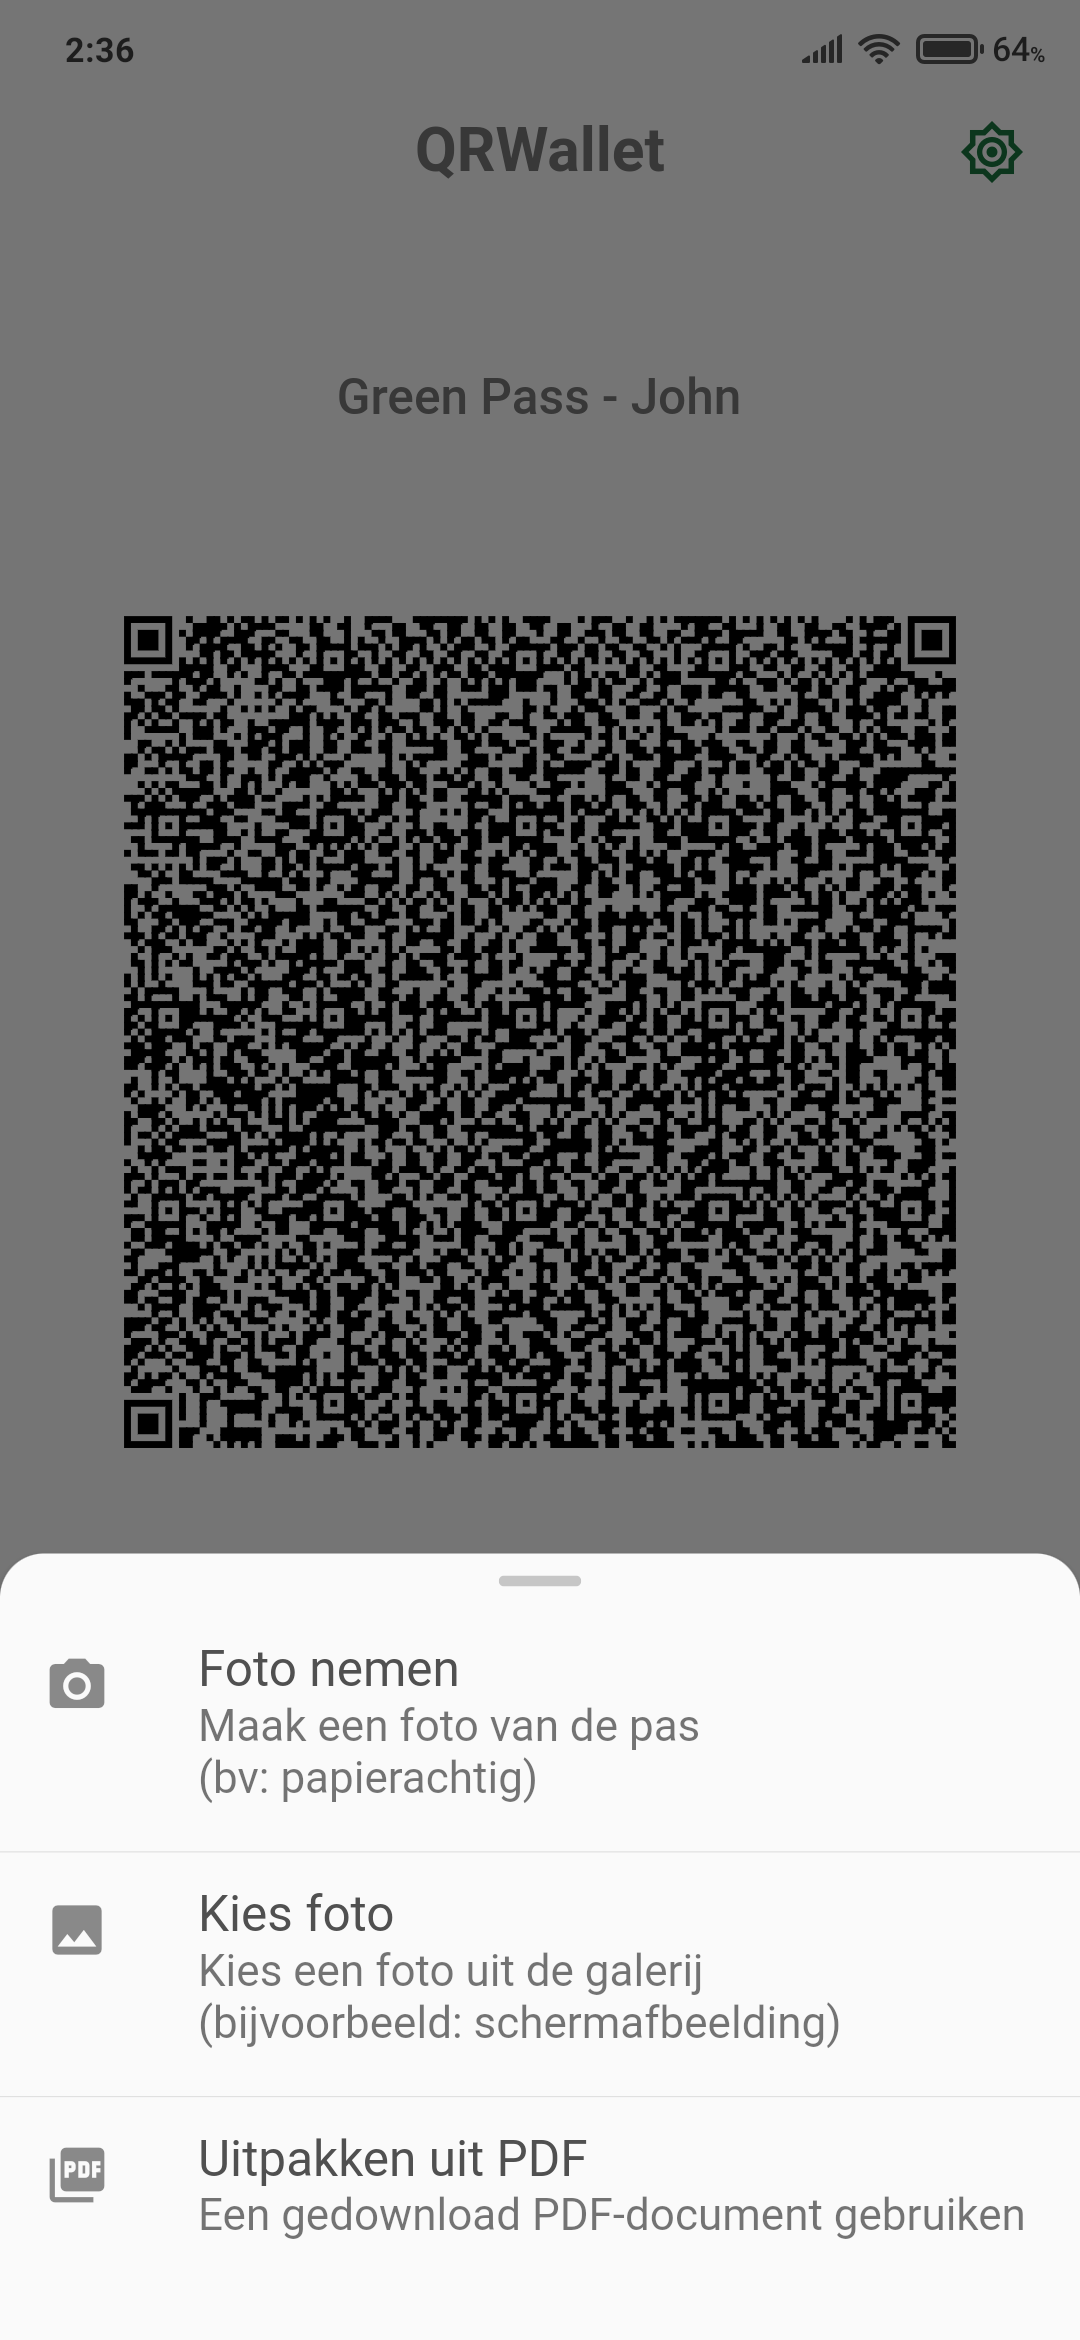 2:36
64%
QRWallet
Green Pass - John
Foto nemen
Maak een foto van de pas
(bv: papierachtig)
Kies foto
Kies een foto uit de galerij
(bijvoorbeeld: schermafbeelding)
PDF
Uitpakken uit PDF
Een gedownload PDF-document gebruiken